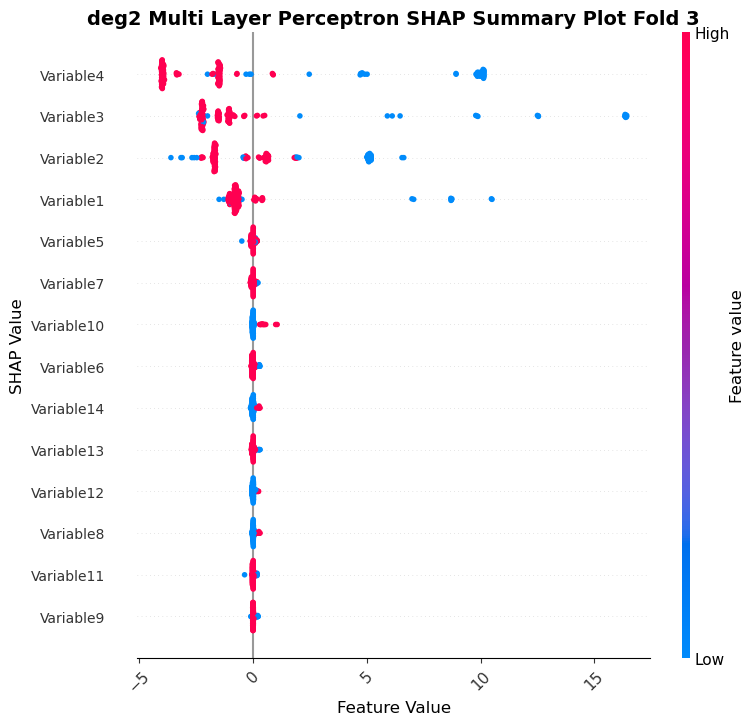 deg2 Multi Layer Perceptron SHAP Summary Plot Fold 3
High
Variable4
Variable3
Variable2
Variable1
Variable5
Variable7
Variable10
Variable6
Variable14
Variable13
Variable12
Variable8
Variable11
Variable9
SHAP Value
Feature value
Low
−5
0
5
10
15
Feature Value